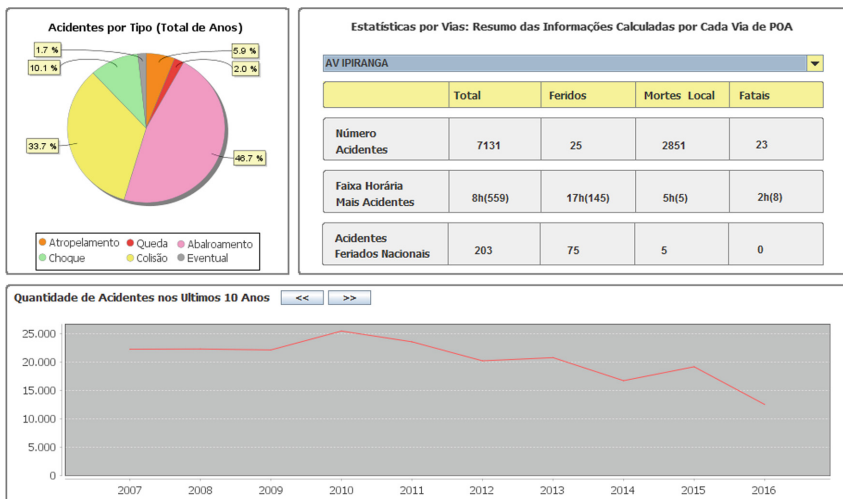 Acidentes por Tipo (Total de Anos)
1.7 %
5.9 %
10.1 %
2.0 %
33.7 %
46.7 %
Atropelamento Queda Abalroamento
Choque Colisão Eventual
Estatísticas por Vias: Resumo das Informações Calculadas por Cada Via de POA
AV IPIRANGA
Total Feridos Mortes Local Fatais
Número
Acidentes
7131 25 2851 23
Faixa Horária
Mais Acidentes
8h(559) 17h(145) 5h(5) 2h(8)
Acidentes
Feriados Nacionais
203 75 5 0
Quantidade de Acidentes nos Ultimos 10 Anos << >>
25.000
20.000
15.000
10.000
5.000
0
2007 2008 2009 2010 2011 2012 2013 2014 2015 2016